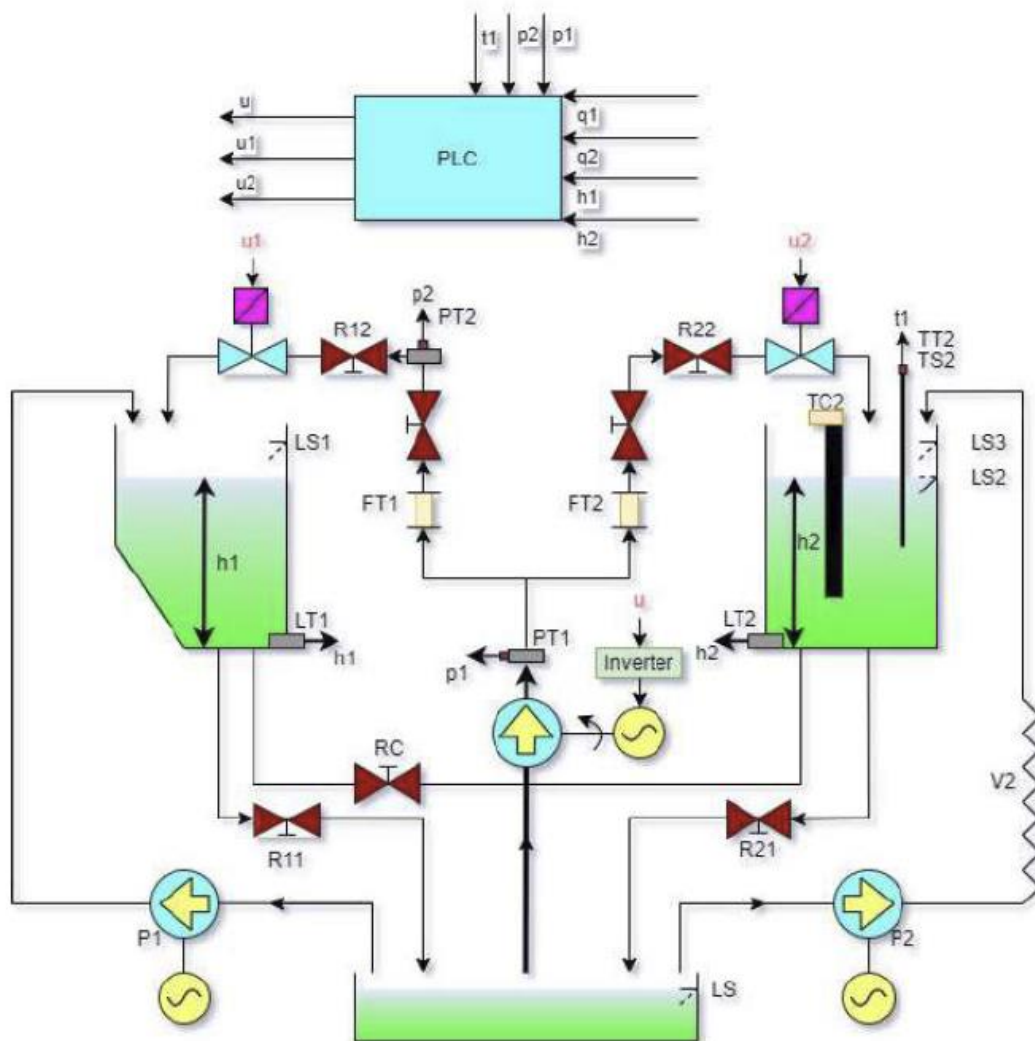 t1
p2
p1
u
u1
u2
PLC
q1
q2
h1
h2
u1
u2
p2
PT2
R12
R22
t1
TT2
TS2
TC2
LS1
LS3
LS2
FT1
FT2
h1
h2
LT1
h1
LT2
h2
PT1
p1
u
Inverter
RC
V2
R11
R21
P1
P2
LS